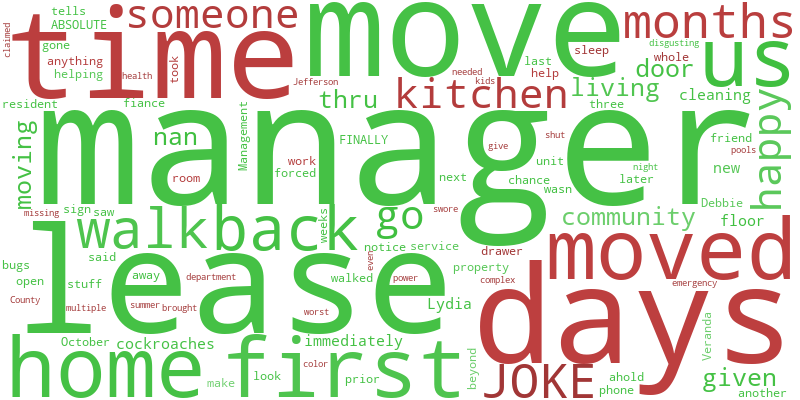 tells someone move months
ABSOLUTE
claimed time
gone
anything took
helping health
Jefferson
needed last sleep disgusting
kids help whole door us
resident fiance thru kitchen living cleaning
three
moving manager happy
nan Management FINALLY
shut give friend
pools
work unit night
room forced next chance wasn later new
missing sign saw weeks swore Debbie
walk back go community floor
said notice service drawer moved
bugs away department walked even property
open stuff power complex emergency
County lease days
multiple summer brought worst Lydia Veranda
October cockroaches immediately
home first color prior beyond JOKE ahold given
make look phone another